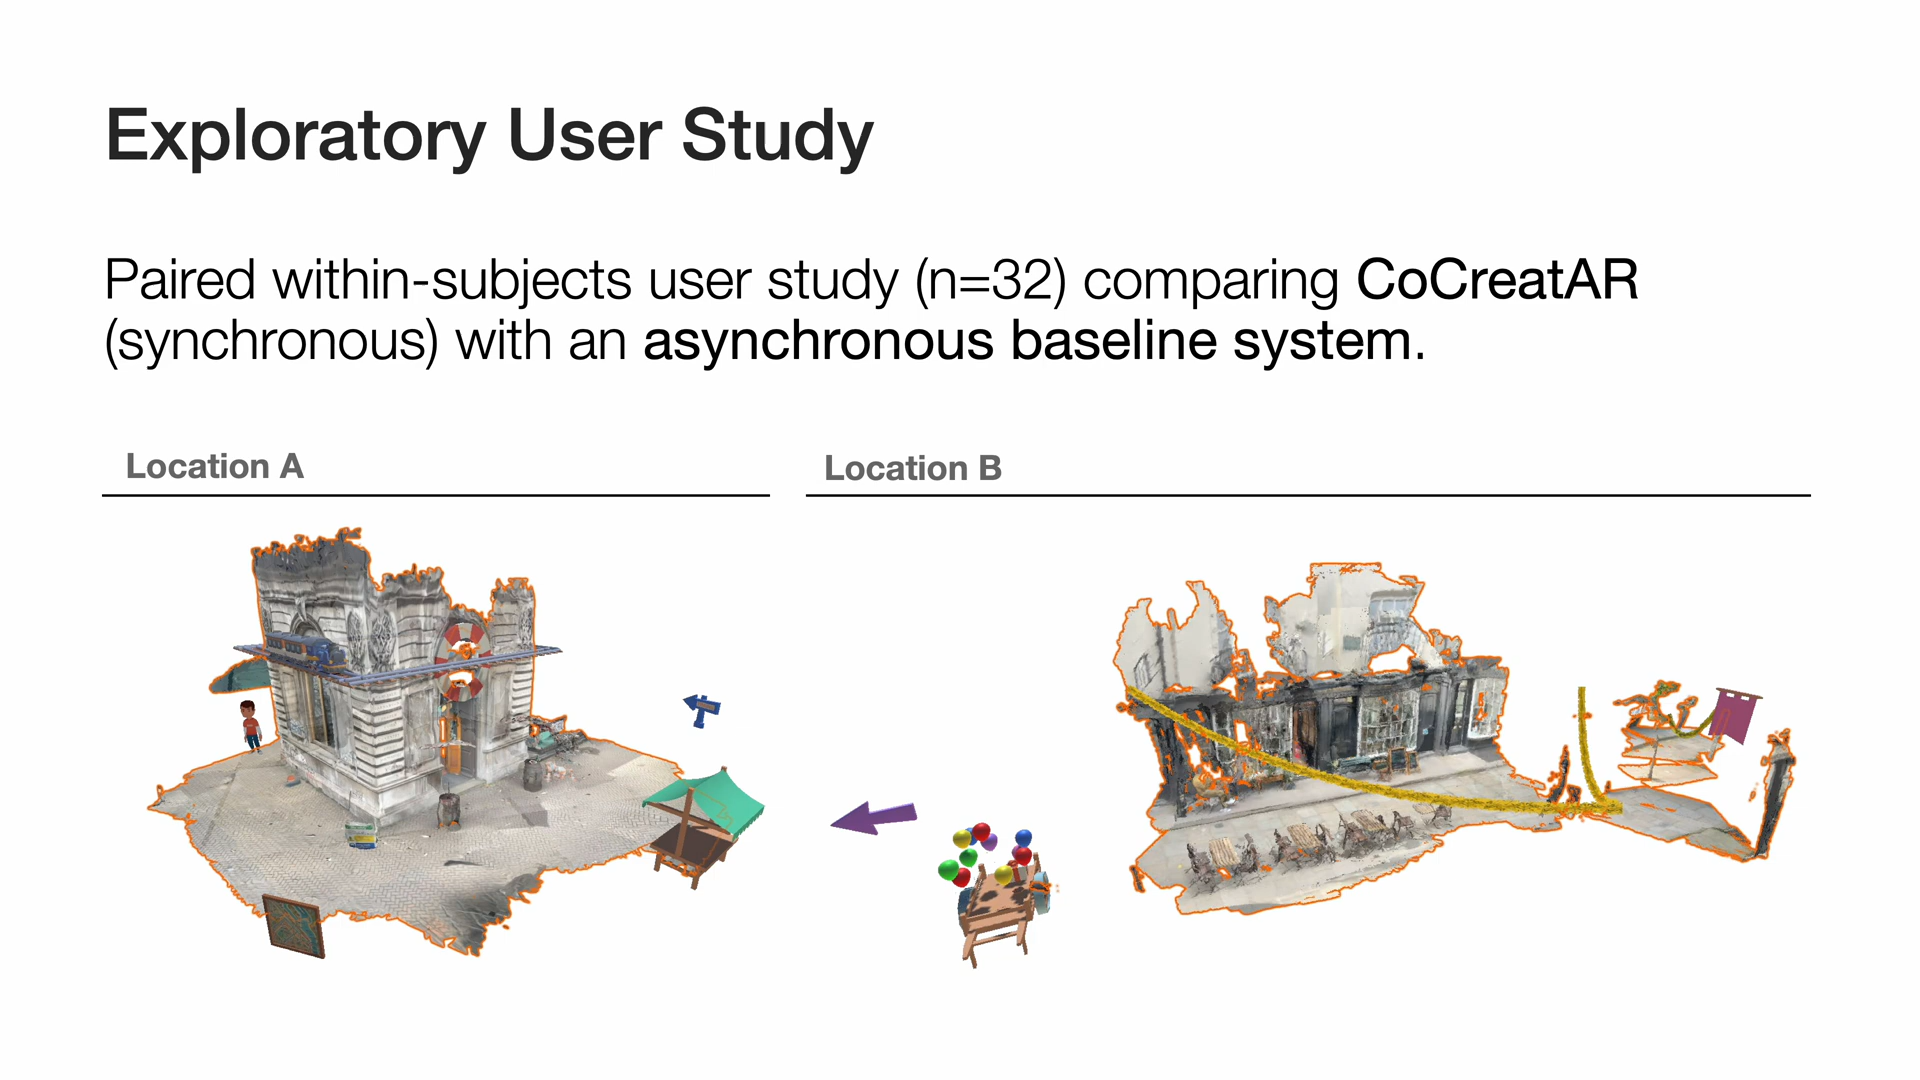 Exploratory User Study
Paired within-subjects user study (n=32) comparing CoCreatAR
(synchronous) with an asynchronous baseline system.
Location A
Location B